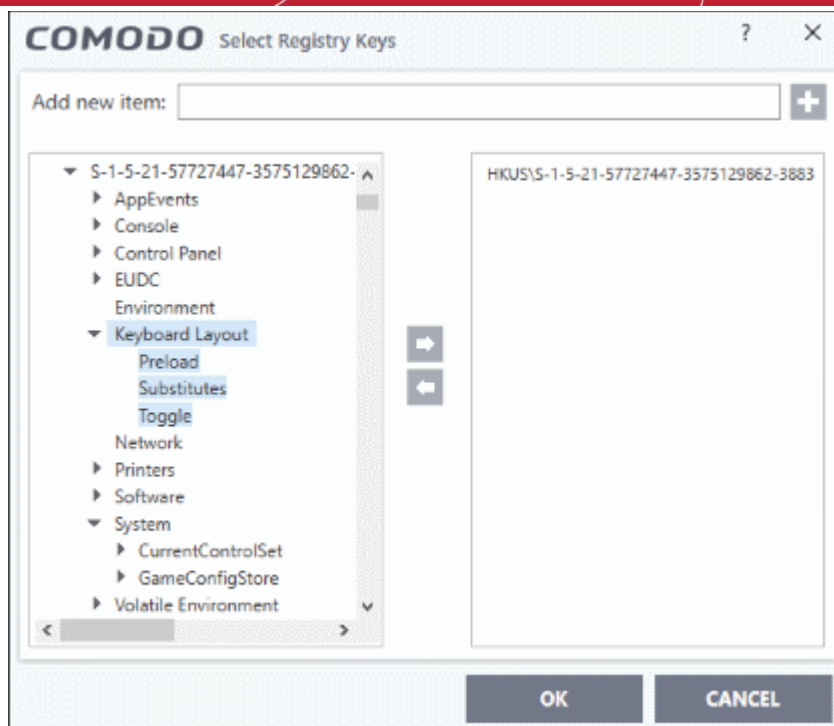 COMODO Select Registry Keys ? ×
Add new item:
S-1-5-21-57727447-3575129862-
AppEvents
Console
Control Panel
EUDC
Environment
Keyboard Layout
Preload
Substitutes
Toggle
Network
Printers
Software
System
CurrentControlSet
GameConfigStore
Volatile Environment
HKUS\S-1-5-21-57727447-3575129862-3883
OK CANCEL